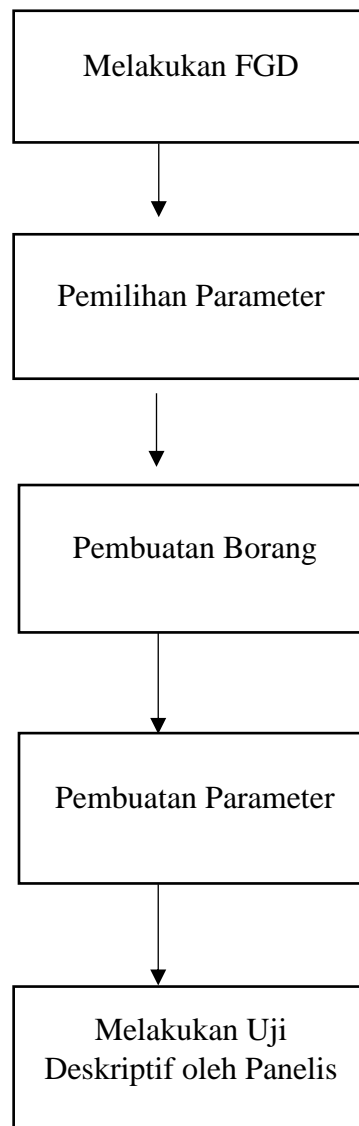 Melakukan FGD
Pemilihan Parameter
Pembuatan Borang
Pembuatan Parameter
Melakukan Uji
Deskriptif oleh Panelis